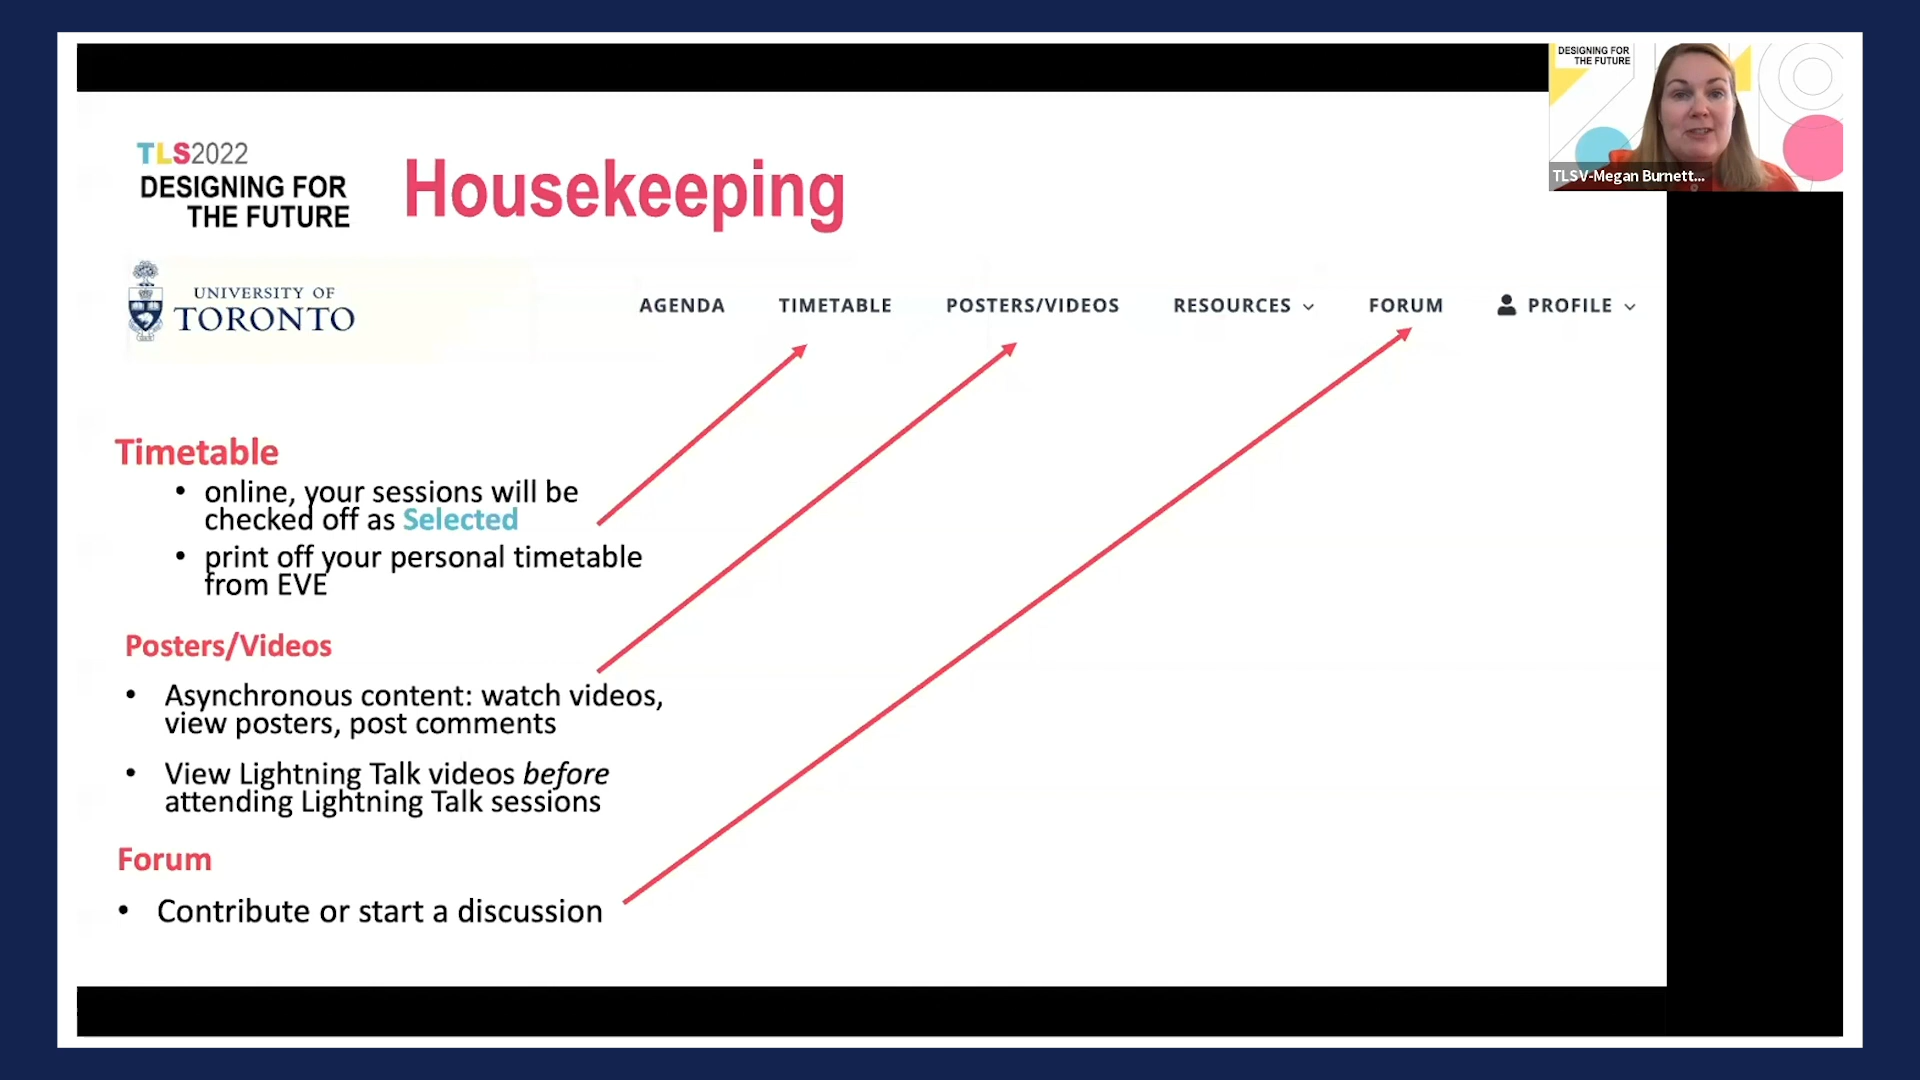 DESIGNING FOR
THE FUTURE
TLSV-Megan Burnett...
TLS2022
DESIGNING FOR
THE FUTURE
Housekeeping
UNIVERSITY OF
TORONTO
AGENDA TIMETABLE POSTERS/VIDEOS RESOURCES FORUM PROFILE
Timetable
• online, your sessions will be
checked off as Selected
• print off your personal timetable
from EVE
Posters/Videos
• Asynchronous content: watch videos,
view posters, post comments
• View Lightning Talk videos before
attending Lightning Talk sessions
Forum
• Contribute or start a discussion